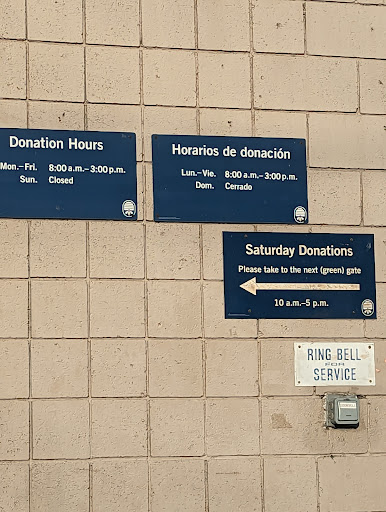 Donation Hours
Mon.–Fri. 8:00 a.m.–3:00 p.m.
Sun. Closed
Horarios de donación
Lun.–Vie. 8:00 a.m.–3:00 p.m.
Dom. Cerrado
Saturday Donations
Please take to the next (green) gate
10 a.m.–5 p.m.
RING BELL
FOR
SERVICE